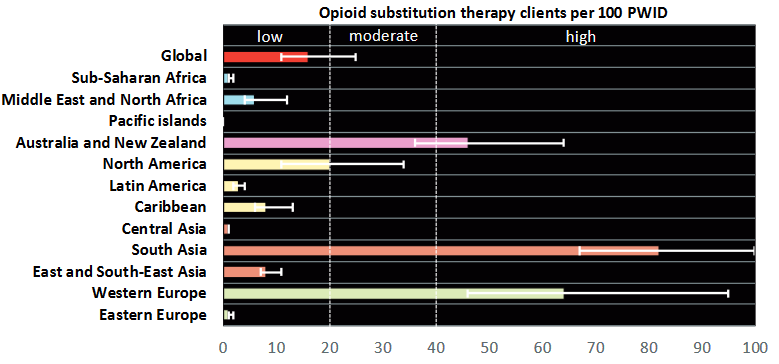 Opioid substitution therapy clients per 100 PWID
low moderate high
Global
Sub-Saharan Africa
Middle East and North Africa
Pacific islands
Australia and New Zealand
North America
Latin America
Caribbean
Central Asia
South Asia
East and South-East Asia
Western Europe
Eastern Europe
0 10 20 30 40 50 60 70 80 90 100